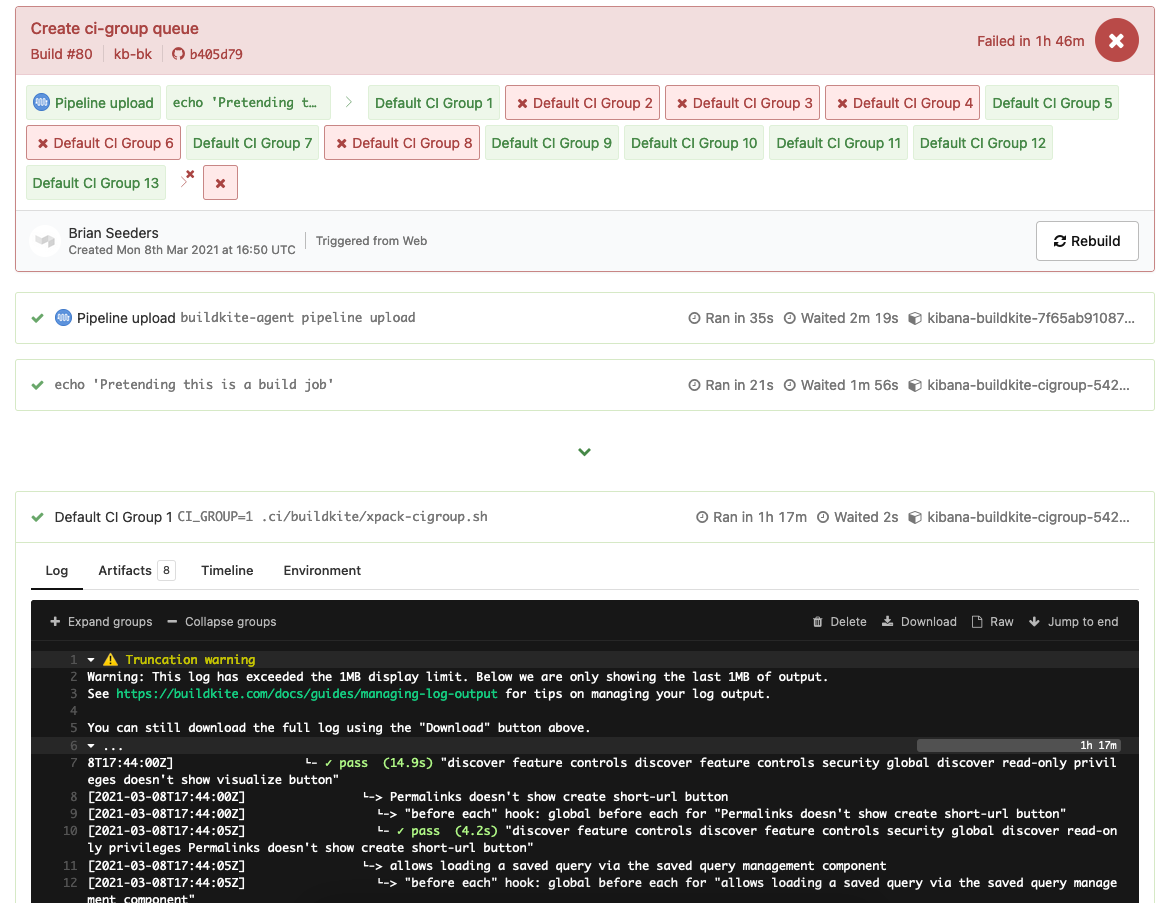 Create ci-group queue
Build #80 kb-bk b405d79
Failed in 1h 46m
Pipeline upload echo 'Pretending t… Default CI Group 1 Default CI Group 2 Default CI Group 3 Default CI Group 4 Default CI Group 5
Default CI Group 6 Default CI Group 7 Default CI Group 8 Default CI Group 9 Default CI Group 10 Default CI Group 11 Default CI Group 12
Default CI Group 13
Brian Seeders
Created Mon 8th Mar 2021 at 16:50 UTC
Triggered from Web
Rebuild
Pipeline upload buildkite-agent pipeline upload Ran in 35s Waited 2m 19s kibana-buildkite-7f65ab91087...
echo 'Pretending this is a build job' Ran in 21s Waited 1m 56s kibana-buildkite-cigroup-542...
Default CI Group 1 CI_GROUP=1 .ci/buildkite/xpack-cigroup.sh Ran in 1h 17m Waited 2s kibana-buildkite-cigroup-542...
Log Artifacts 8 Timeline Environment
Expand groups Collapse groups Delete Download Raw Jump to end
1 Truncation warning
2 Warning: This log has exceeded the 1MB display limit. Below we are only showing the last 1MB of output.
3 See https://buildkite.com/docs/guides/managing-log-output for tips on managing your log output.
4
5 You can still download the full log using the "Download" button above.
6 ... 1h 17m
7 8T17:44:00Z] └- ✓ pass (14.9s) "discover feature controls discover feature controls security global discover read-only privil
eges doesn't show visualize button"
8 [2021-03-08T17:44:00Z] └-> Permalinks doesn't show create short-url button
9 [2021-03-08T17:44:00Z] └-> "before each" hook: global before each for "Permalinks doesn't show create short-url button"
10 [2021-03-08T17:44:05Z] └- ✓ pass (4.2s) "discover feature controls discover feature controls security global discover read-on
ly privileges Permalinks doesn't show create short-url button"
11 [2021-03-08T17:44:05Z] └-> allows loading a saved query via the saved query management component
12 [2021-03-08T17:44:05Z] └-> "before each" hook: global before each for "allows loading a saved query via the saved query manage
ment component"